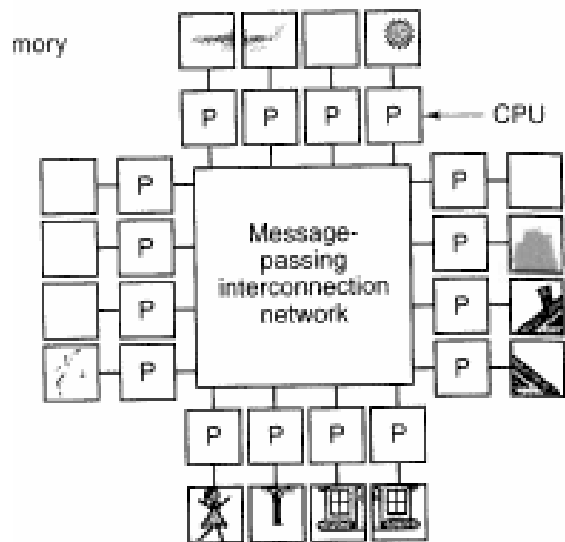 mory
P P P P
CPU
P P
P P
P P
P P
Message-
passing
interconnection
network
P P P P